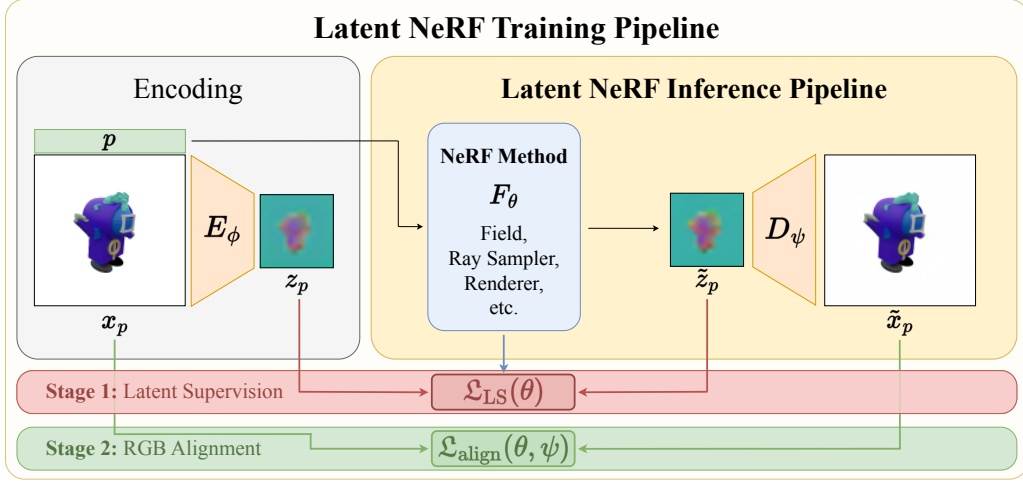 Latent NeRF Training Pipeline
Encoding
Latent NeRF Inference Pipeline
p
NeRF Method
F_θ
Field,
Ray Sampler,
Renderer,
etc.
E_ϕ
D_ψ
z_p
z̃_p
x_p
x̃_p
Stage 1: Latent Supervision
𝔏_LS(θ)
Stage 2: RGB Alignment
𝔏_align(θ, ψ)